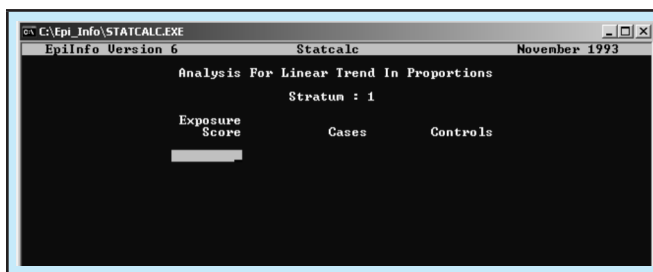 C:\Epi_Info\STATCALC.EXE
EpiInfo Version 6 Statcalc November 1993
Analysis For Linear Trend In Proportions
Stratum : 1
Exposure
Score Cases Controls